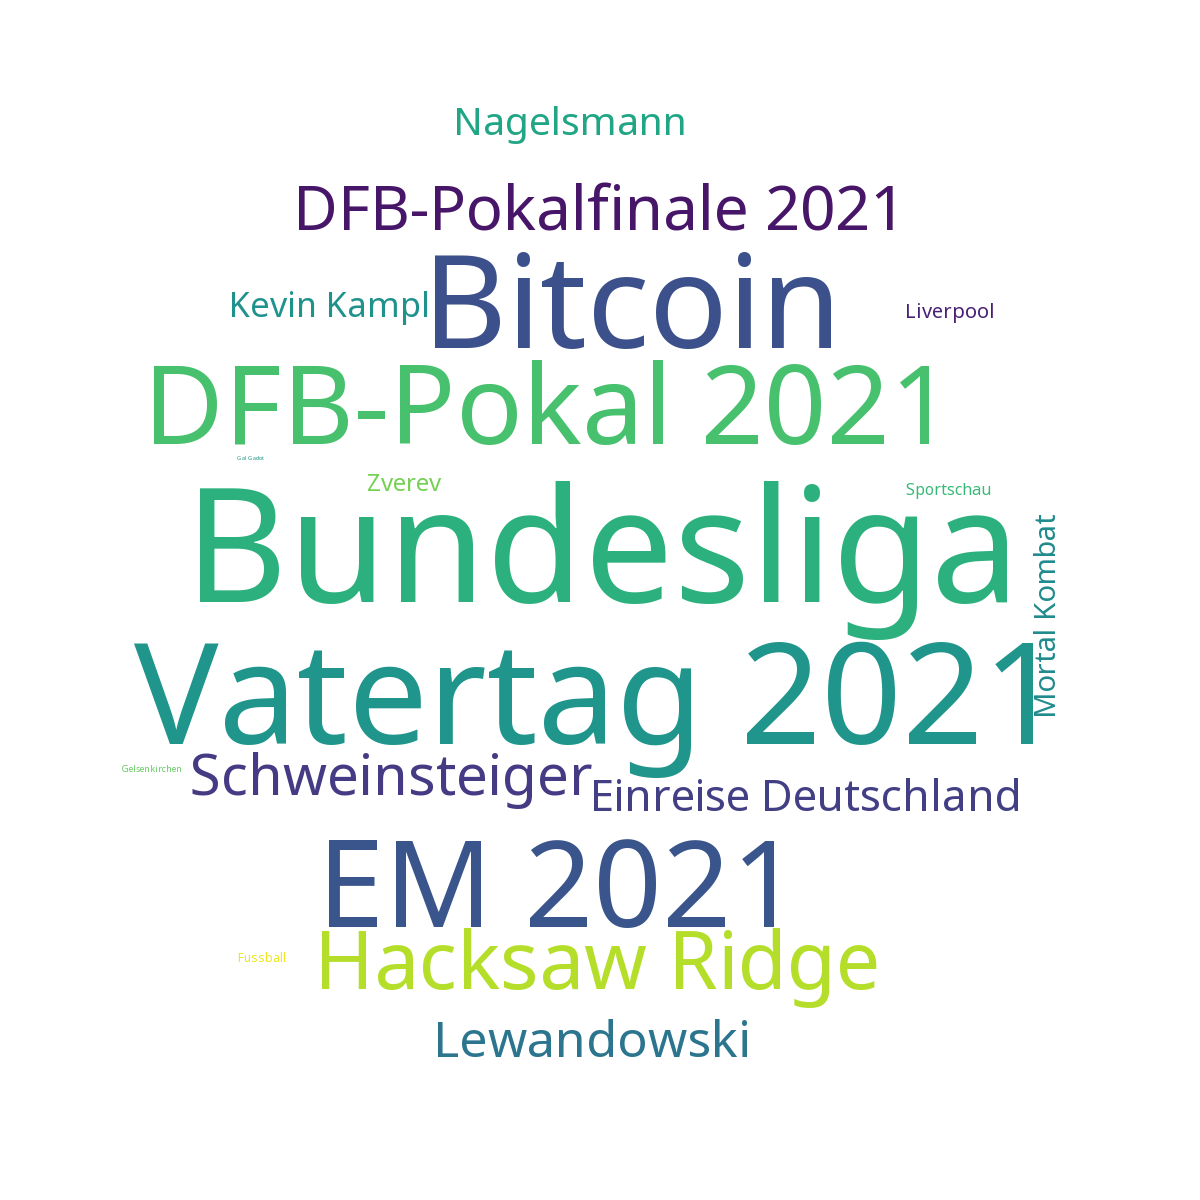 Nagelsmann
DFB-Pokalfinale 2021
Bitcoin
Kevin Kampl
Liverpool
DFB-Pokal 2021
Gal Gadot
Zverev
Sportschau
Bundesliga
Mortal Kombat
Vatertag 2021
Gelsenkirchen
Schweinsteiger
Einreise Deutschland
EM 2021
Hacksaw Ridge
Fussball
Lewandowski